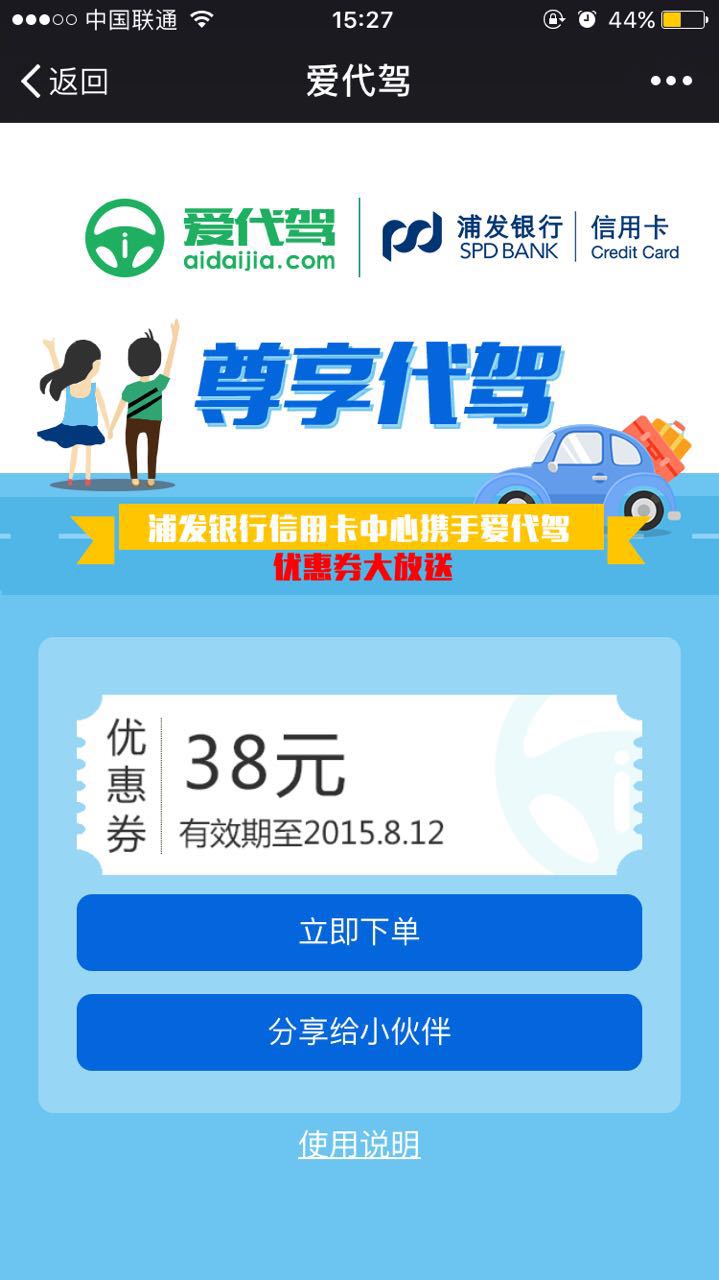 中国联通 15:27 44%
返回 爱代驾
爱代驾 浦发银行 信用卡
aidaijia.com SPD BANK Credit Card
尊享代驾
浦发银行信用卡中心携手爱代驾
优惠券大放送
优惠券
38元
有效期至2015.8.12
立即下单
分享给小伙伴
使用说明